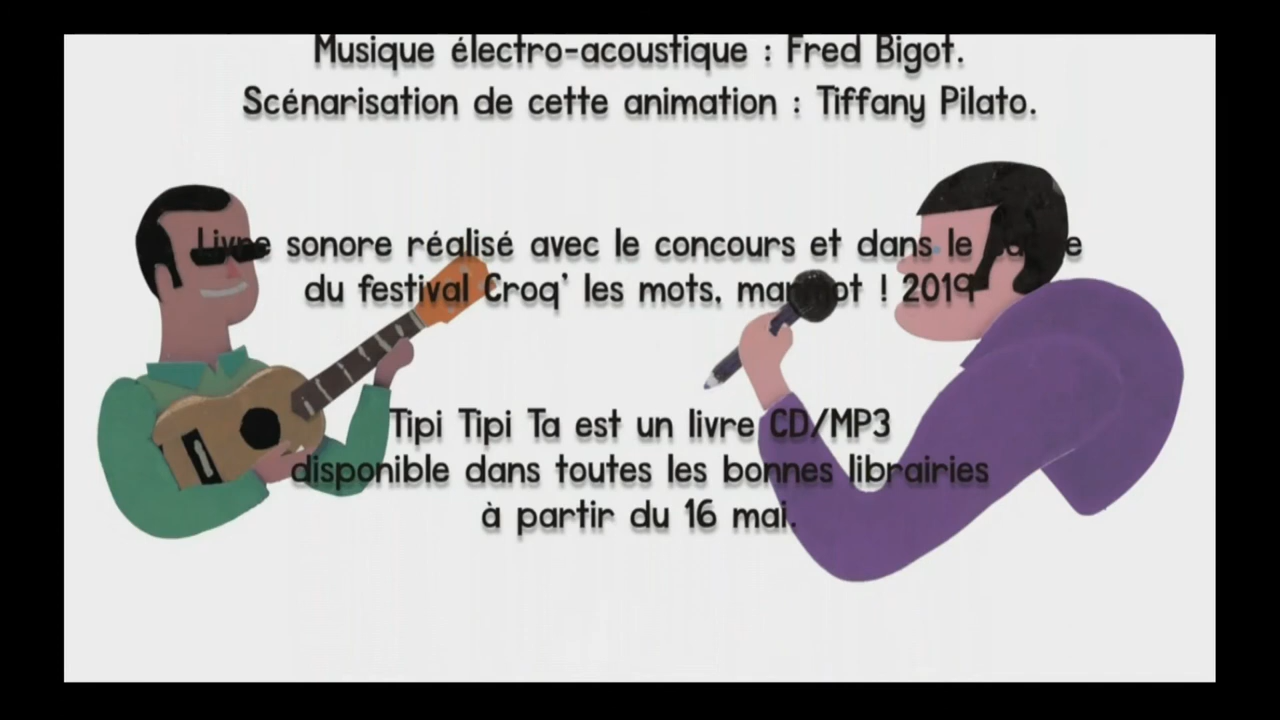 Musique électro-acoustique : Fred Bigot.
Scénarisation de cette animation : Tiffany Pilato.
Livre sonore réalisé avec le concours et dans le
du festival Croq' les mots, marmot ! 2019
Tipi Tipi Ta est un livre CD/MP3
disponible dans toutes les bonnes librairies
à partir du 16 mai.